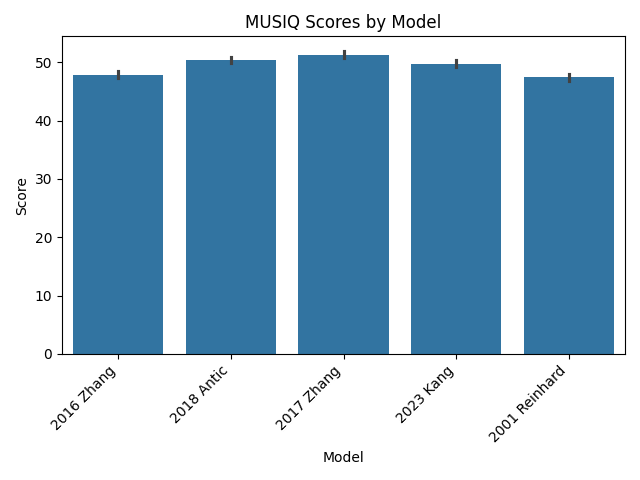 MUSIQ Scores by Model
Score
50
40
30
20
10
0
2016 Zhang
2018 Antic
2017 Zhang
2023 Kang
2001 Reinhard
Model